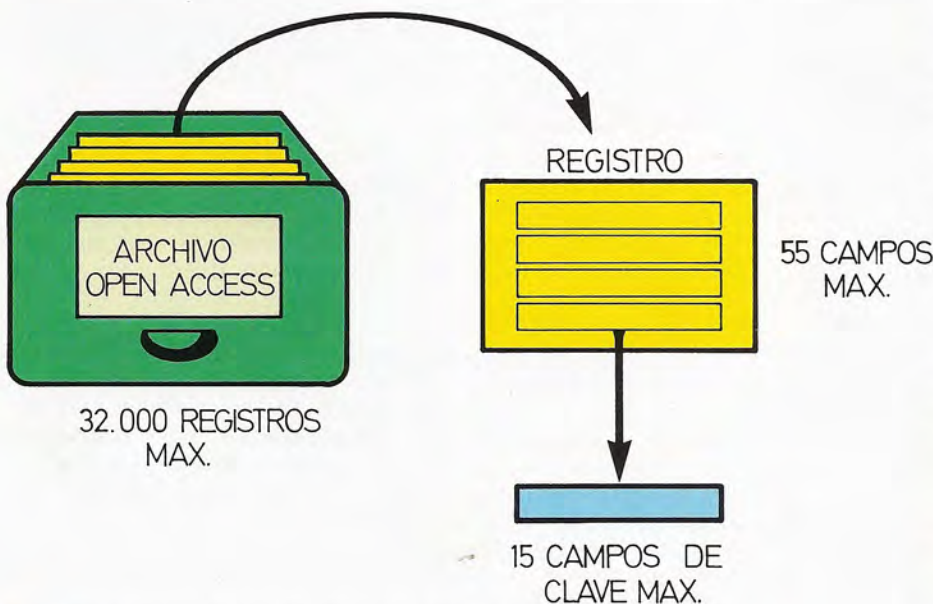 ARCHIVO
OPEN ACCESS
32.000 REGISTROS
MAX.
REGISTRO
55 CAMPOS
MAX.
15 CAMPOS DE
CLAVE MAX.